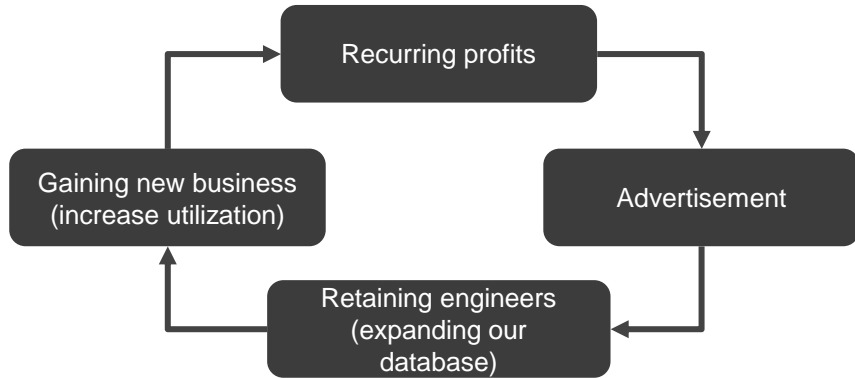 Recurring profits
Gaining new business
(increase utilization)
Advertisement
Retaining engineers
(expanding our
database)